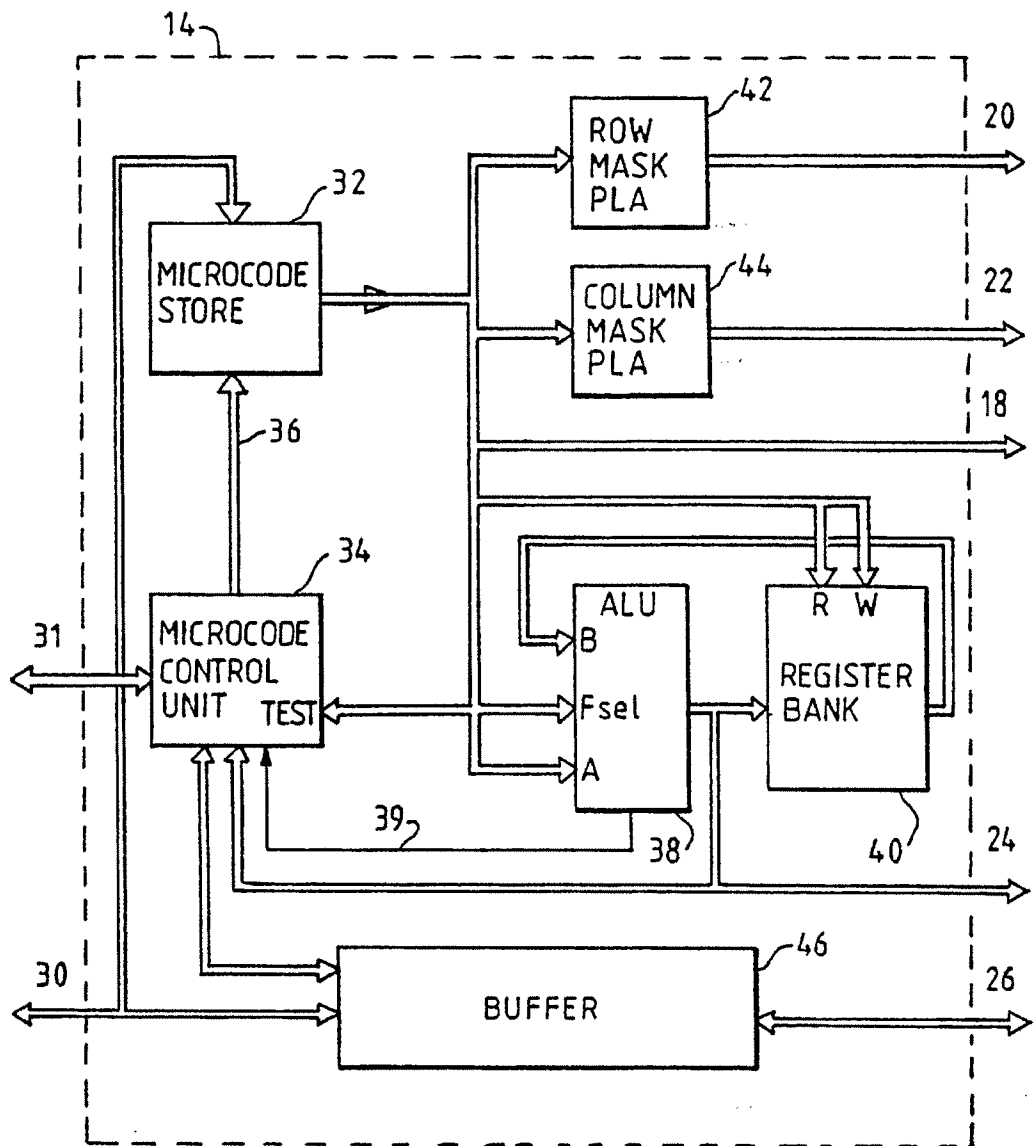 14
42
20
ROW
MASK
PLA
32
MICROCODE
STORE
44
22
COLUMN
MASK
PLA
18
36
34
ALU
R W
31
MICROCODE
CONTROL
UNIT
TEST
B
Fsel
A
REGISTER
BANK
39
38
40
24
46
30
BUFFER
26